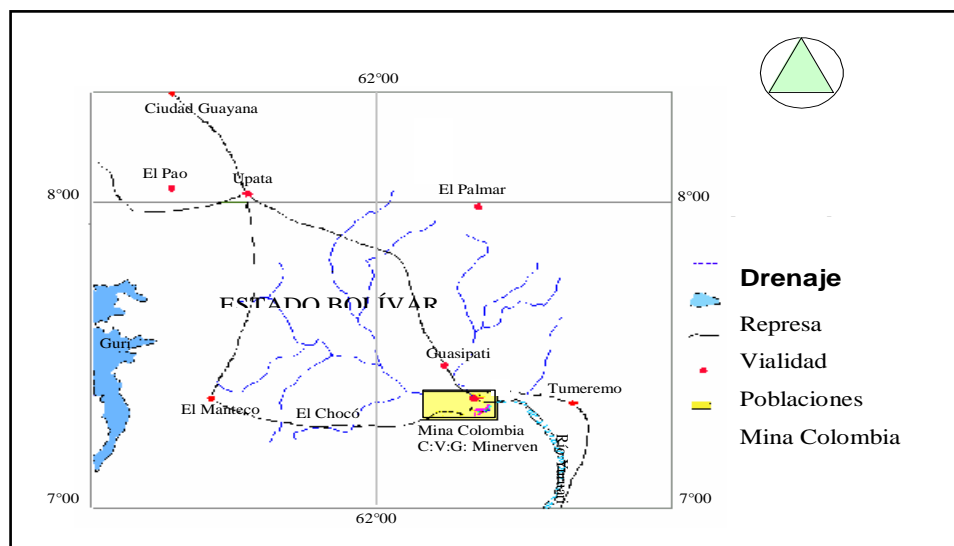 62°00
Ciudad Guayana
El Pao
Upata
El Palmar
8°00
8°00
ESTADO BOLÍVAR
Guri
Guasipati
El Manteco
El Chocó
Tumeremo
Mina Colombia
C:V:G: Minerven
Río
7°00
7°00
62°00
Drenaje
Represa
Vialidad
Poblaciones
Mina Colombia